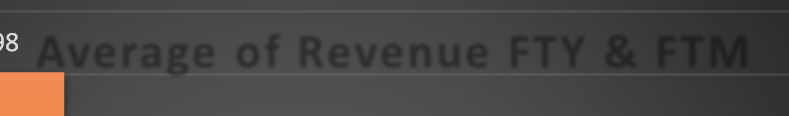 98
Average of Revenue FTY & FTM